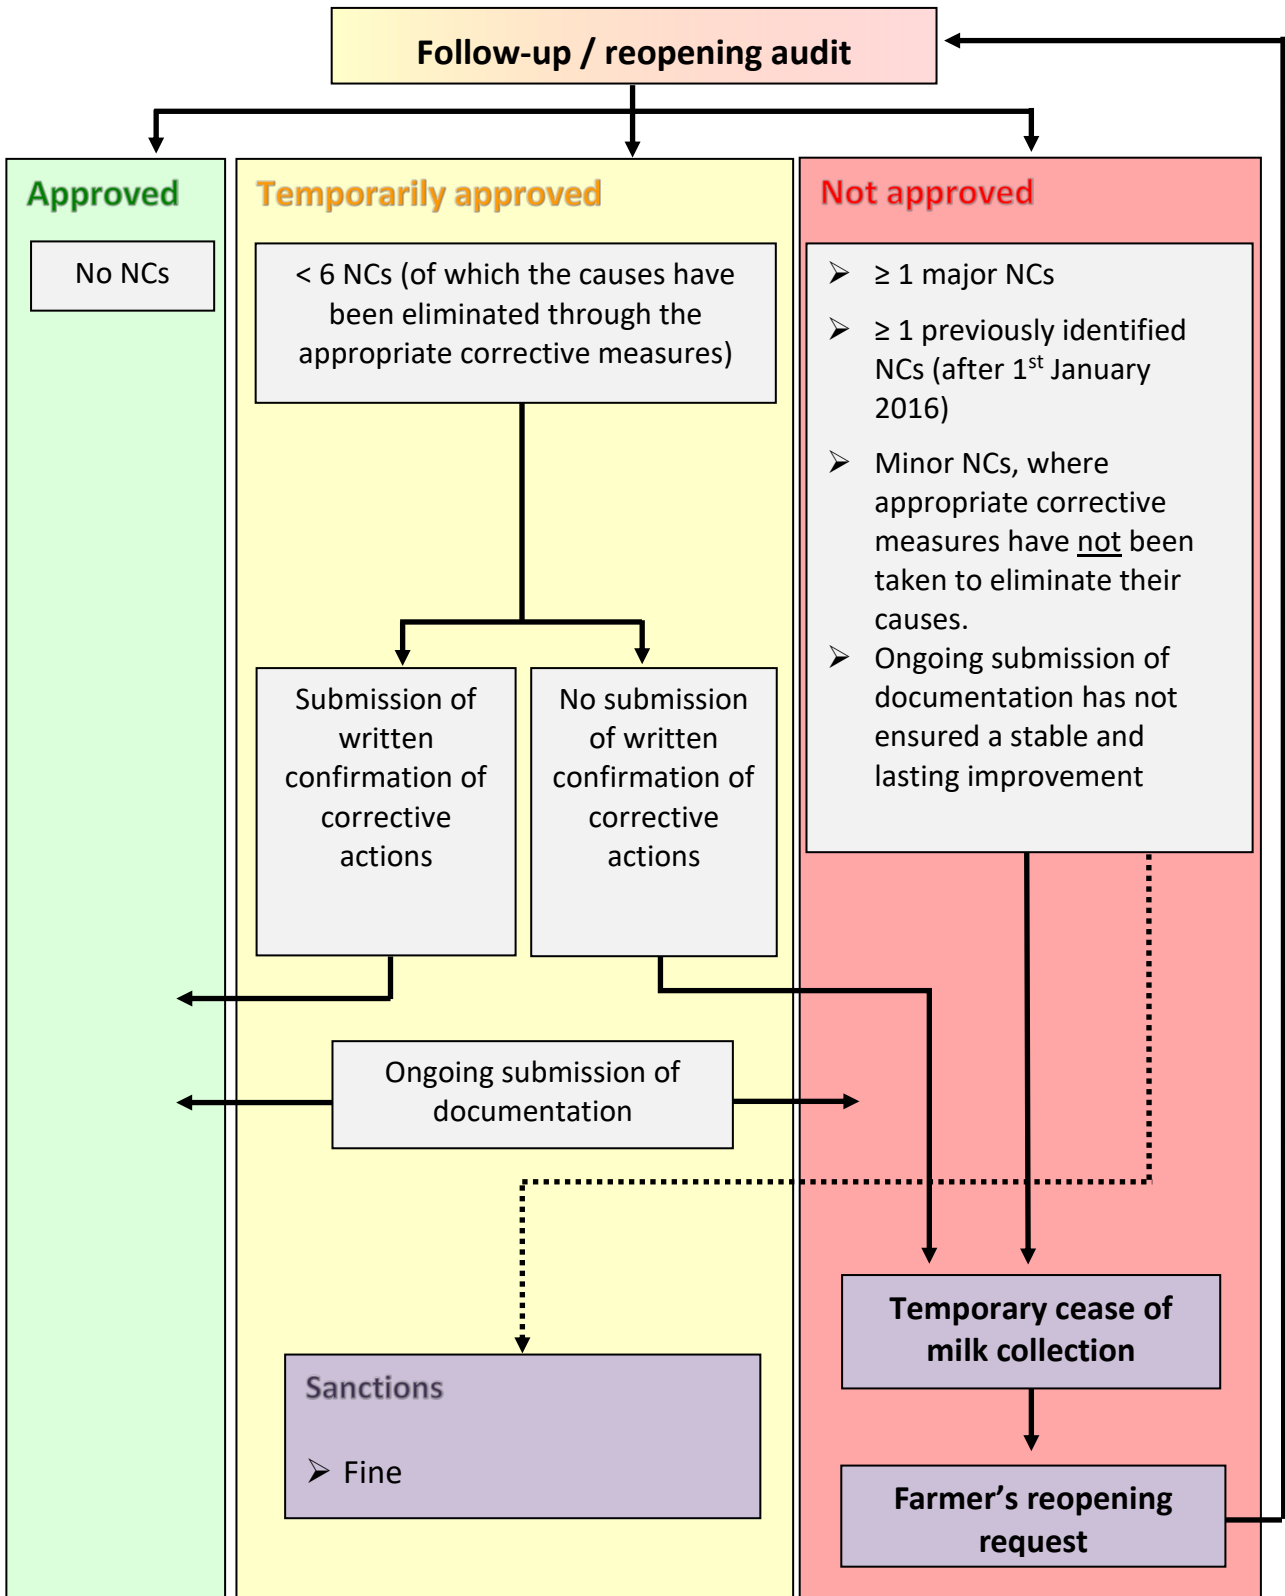 Follow-up / reopening audit
Approved
No NCs
Temporarily approved
< 6 NCs (of which the causes have
been eliminated through the
appropriate corrective measures)
Submission of
written
confirmation of
corrective
actions
No submission
of written
confirmation of
corrective
actions
Ongoing submission of
documentation
Sanctions
➢ Fine
Not approved
➢ ≥ 1 major NCs
➢ ≥ 1 previously identified
NCs (after 1st January
2016)
➢ Minor NCs, where
appropriate corrective
measures have not been
taken to eliminate their
causes.
➢ Ongoing submission of
documentation has not
ensured a stable and
lasting improvement
Temporary cease of
milk collection
Farmer’s reopening
request